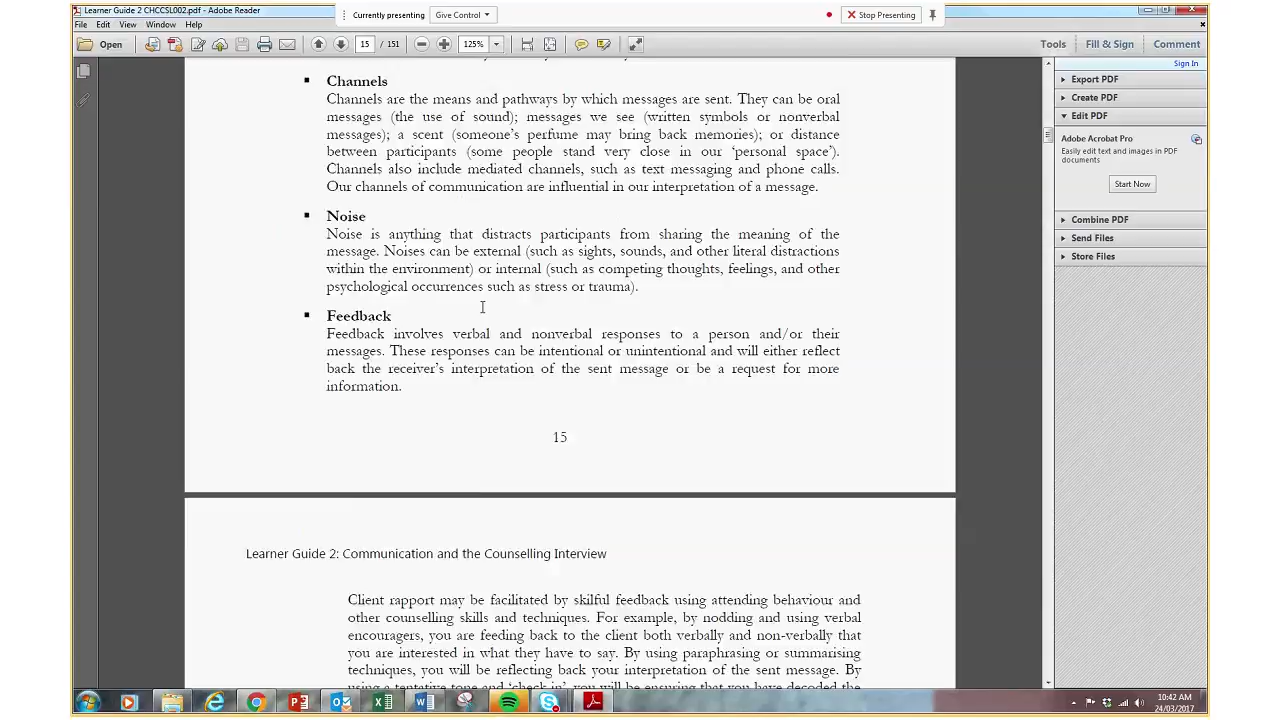 Learner Guide 2 CHCCSL002.pdf - Adobe Reader
Currently presenting Give Control Stop Presenting
File Edit View Window Help
Open 15 / 151 125% Tools Fill & Sign Comment
Sign In
Export PDF
Create PDF
Edit PDF
Adobe Acrobat Pro
Easily edit text and images in PDF
documents
Start Now
Combine PDF
Send Files
Store Files
▪ Channels
Channels are the means and pathways by which messages are sent. They can be oral
messages (the use of sound); messages we see (written symbols or nonverbal
messages); a scent (someone's perfume may bring back memories); or distance
between participants (some people stand very close in our 'personal space').
Channels also include mediated channels, such as text messaging and phone calls.
Our channels of communication are influential in our interpretation of a message.
▪ Noise
Noise is anything that distracts participants from sharing the meaning of the
message. Noises can be external (such as sights, sounds, and other literal distractions
within the environment) or internal (such as competing thoughts, feelings, and other
psychological occurrences such as stress or trauma).
▪ Feedback
Feedback involves verbal and nonverbal responses to a person and/or their
messages. These responses can be intentional or unintentional and will either reflect
back the receiver's interpretation of the sent message or be a request for more
information.
15
Learner Guide 2: Communication and the Counselling Interview
Client rapport may be facilitated by skilful feedback using attending behaviour and
other counselling skills and techniques. For example, by nodding and using verbal
encouragers, you are feeding back to the client both verbally and non-verbally that
you are interested in what they have to say. By using paraphrasing or summarising
techniques, you will be reflecting back your interpretation of the sent message. By
using a tentative tone and 'check in' you will be ensuring that you have decoded the
10:42 AM
24/03/2017